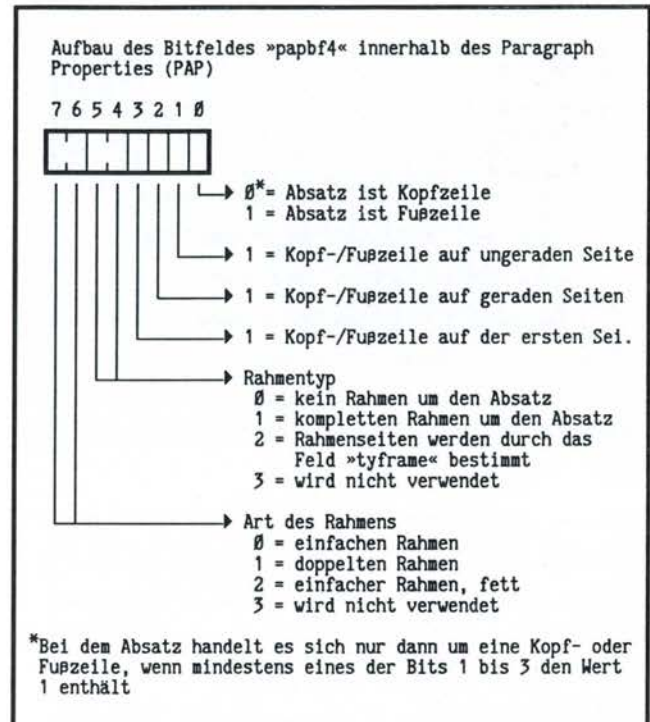 Aufbau des Bitfeldes »papbf4« innerhalb des Paragraph
Properties (PAP)
7 6 5 4 3 2 1 0
0*= Absatz ist Kopfzeile
1 = Absatz ist Fußzeile
1 = Kopf-/Fußzeile auf ungeraden Seite
1 = Kopf-/Fußzeile auf geraden Seiten
1 = Kopf-/Fußzeile auf der ersten Sei.
Rahmentyp
0 = kein Rahmen um den Absatz
1 = kompletten Rahmen um den Absatz
2 = Rahmenseiten werden durch das
Feld »tyframe« bestimmt
3 = wird nicht verwendet
Art des Rahmens
0 = einfachen Rahmen
1 = doppelten Rahmen
2 = einfacher Rahmen, fett
3 = wird nicht verwendet
*Bei dem Absatz handelt es sich nur dann um eine Kopf- oder
Fußzeile, wenn mindestens eines der Bits 1 bis 3 den Wert
1 enthält